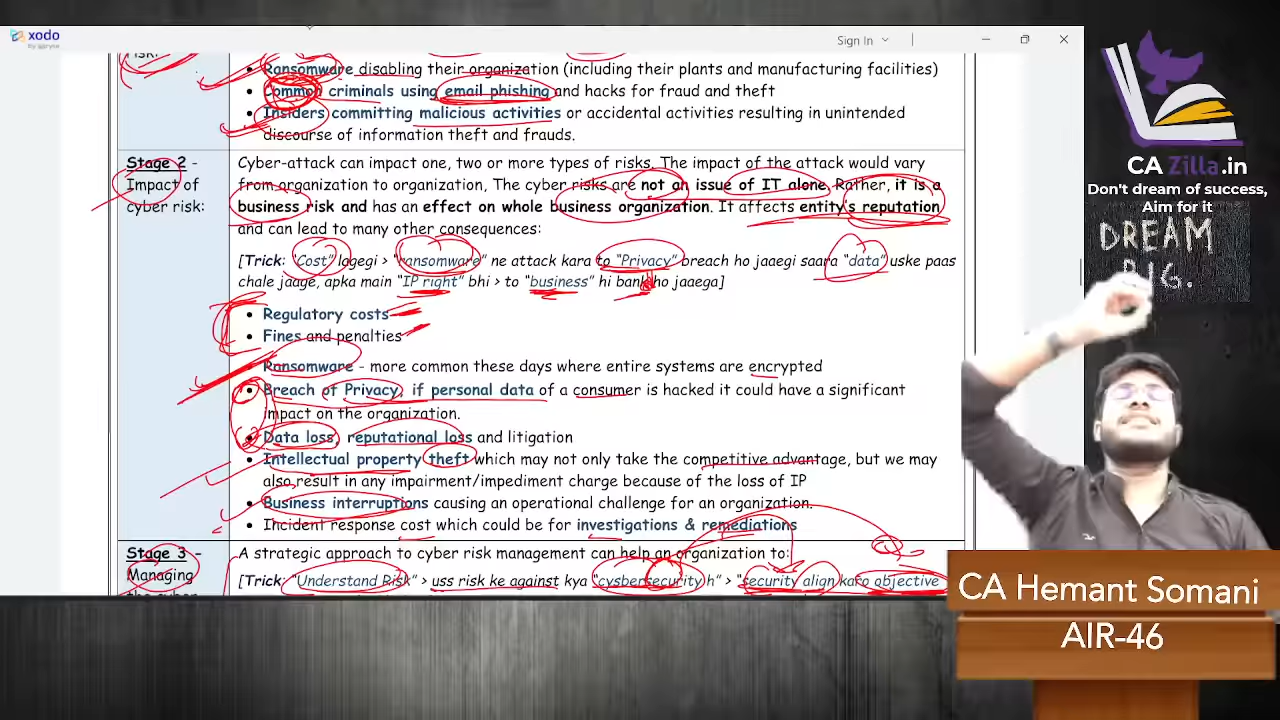 xodo
by apryse
Sign In
risk:
• Ransomware disabling their organization (including their plants and manufacturing facilities)
• Common criminals using email phishing and hacks for fraud and theft
• Insiders committing malicious activities or accidental activities resulting in unintended
discourse of information theft and frauds.
Stage 2 -
Impact of
cyber risk:
Cyber-attack can impact one, two or more types of risks. The impact of the attack would vary
from organization to organization, The cyber risks are not an issue of IT alone, Rather, it is a
business risk and has an effect on whole business organization. It affects entity's reputation
and can lead to many other consequences:
[Trick: "Cost" lagegi > "ransomware" ne attack kara to "Privacy" breach ho jaaegi saara "data" uske paas
chale jaage, apka main "IP right" bhi > to "business" hi bank ho jaaega]
• Regulatory costs
• Fines and penalties
Ransomware - more common these days where entire systems are encrypted
• Breach of Privacy, if personal data of a consumer is hacked it could have a significant
impact on the organization.
• Data loss, reputational loss and litigation
• Intellectual property theft which may not only take the competitive advantage, but we may
also result in any impairment/impediment charge because of the loss of IP
• Business interruptions causing an operational challenge for an organization.
• Incident response cost which could be for investigations & remediations
Stage 3 -
Managing
the cyber
A strategic approach to cyber risk management can help an organization to:
[Trick: "Understand Risk" > uss risk ke against kya "cysbersecurity h" > "security align karo objective
CA Zilla.in
Don't dream of success,
Aim for it
DREAM
BIG.
CA Hemant Somani
AIR-46